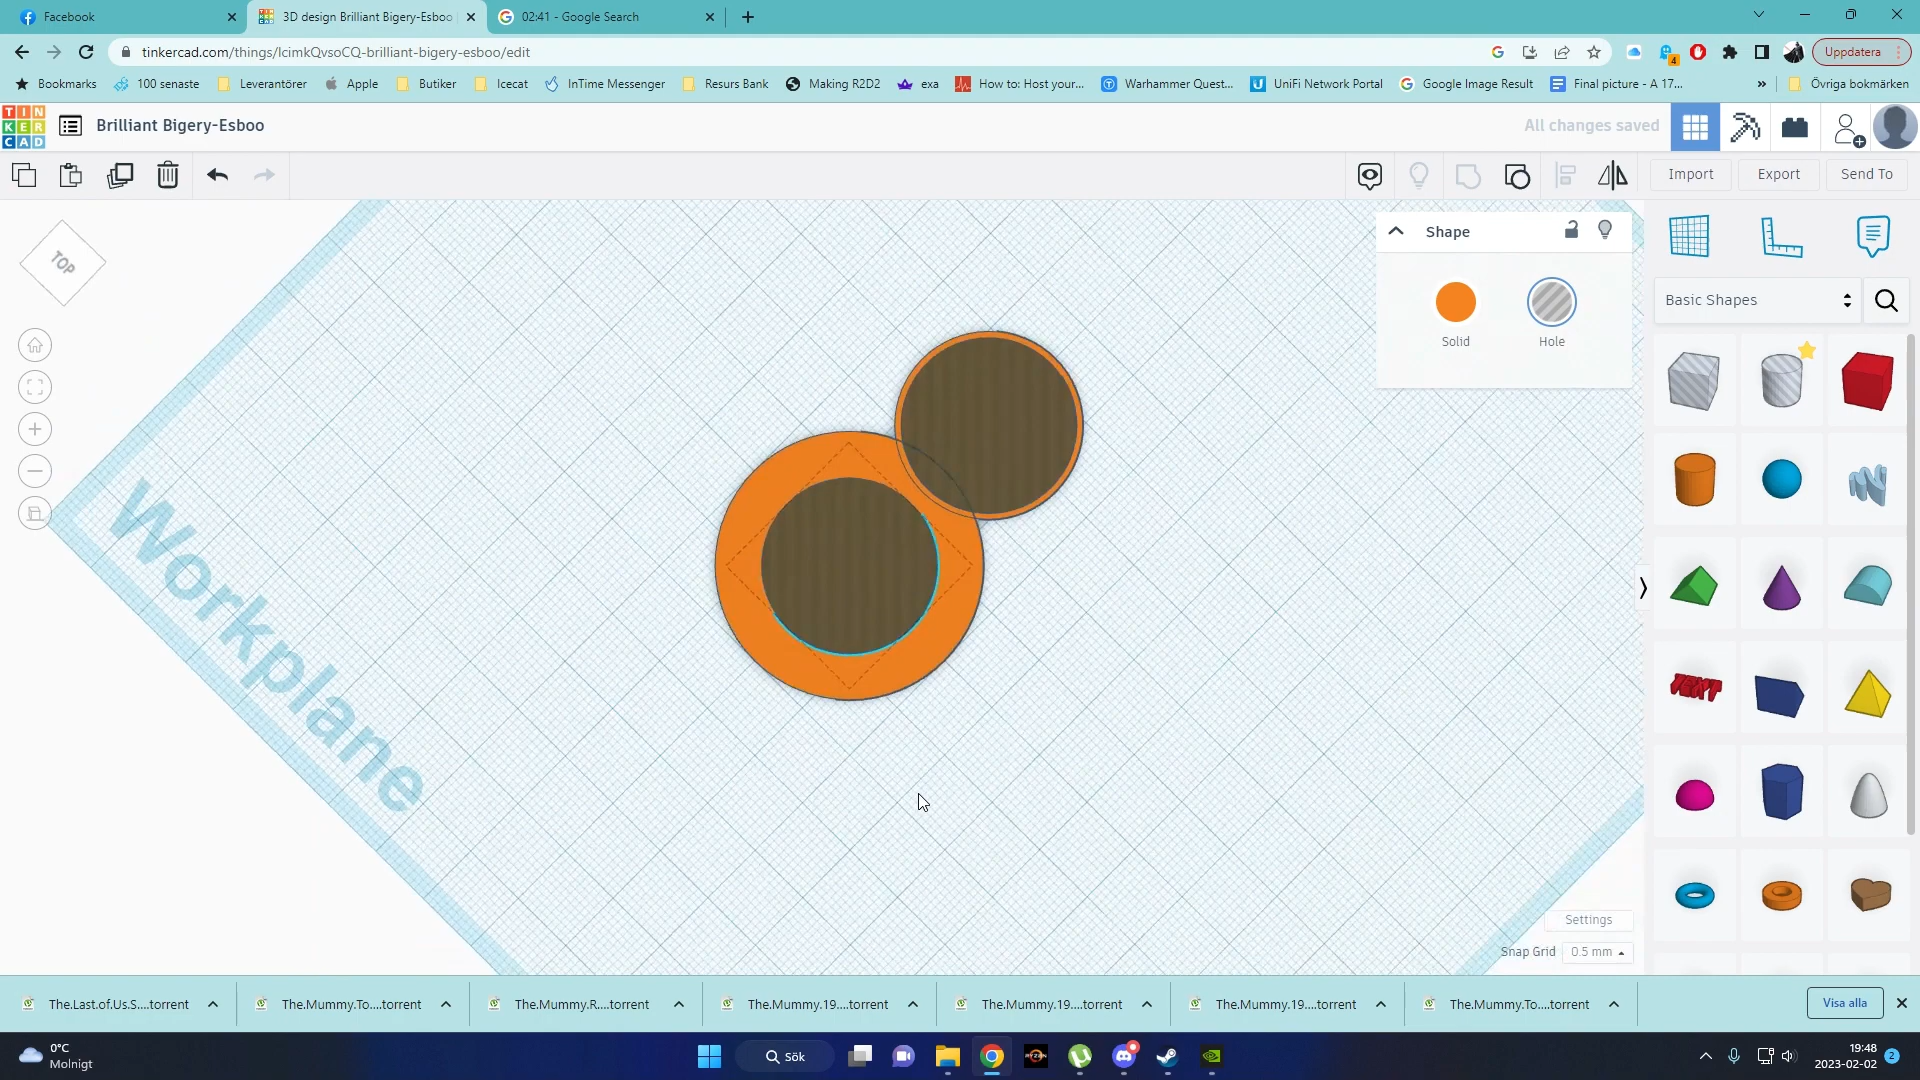 Facebook
3D design Brilliant Bigery-Esboo
02:41 - Google Search
tinkercad.com/things/lcimkQvsoCQ-brilliant-bigery-esboo/edit
4
Uppdatera
Bookmarks
100 senaste
Leverantörer
Apple
Butiker
Icecat
InTime Messenger
Resurs Bank
Making R2D2
exa
How to: Host your...
Warhammer Quest...
UniFi Network Portal
Google Image Result
Final picture - A 17...
»
Övriga bokmärken
TIN
KER
CAD
Brilliant Bigery-Esboo
All changes saved
Import
Export
Send To
TOP
Shape
Solid
Hole
Basic Shapes
Workplane
TEXT
Settings
Snap Grid
0.5 mm
The.Last.of.Us.S....torrent
The.Mummy.To....torrent
The.Mummy.R....torrent
The.Mummy.19....torrent
The.Mummy.19....torrent
The.Mummy.19....torrent
The.Mummy.To....torrent
Visa alla
0°C
Molnigt
Sök
RYZEN
19:48
2023-02-02
2